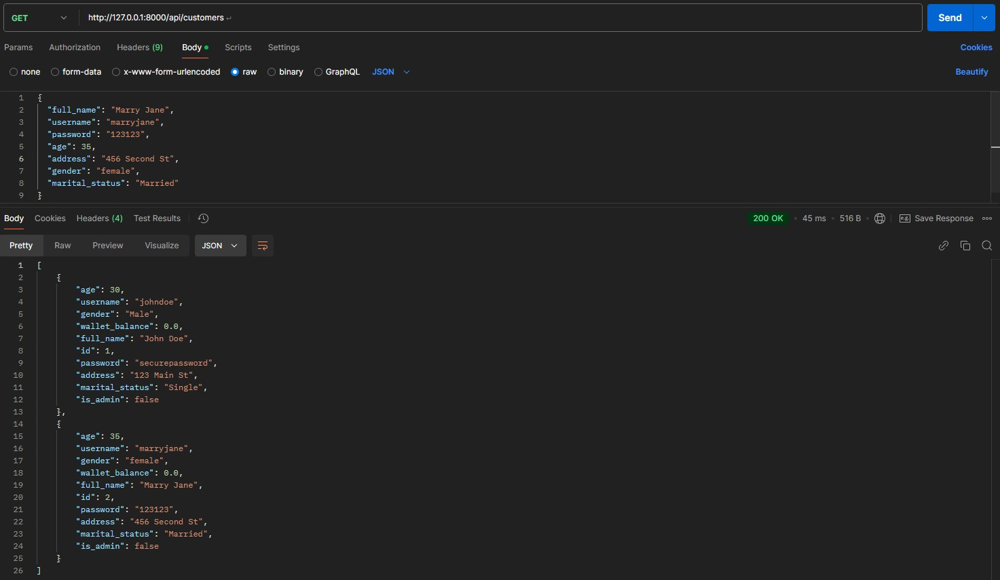 GET http://127.0.0.1:8000/api/customers ↵ Send
Params Authorization Headers (9) Body Scripts Settings Cookies
none form-data x-www-form-urlencoded raw binary GraphQL JSON Beautify
1 {
2 "full_name": "Marry Jane",
3 "username": "marryjane",
4 "password": "123123",
5 "age": 35,
6 "address": "456 Second St",
7 "gender": "female",
8 "marital_status": "Married"
9 }
Body Cookies Headers (4) Test Results 200 OK • 45 ms • 516 B • e.g. Save Response
Pretty Raw Preview Visualize JSON
1 [
2 {
3 "age": 30,
4 "username": "johndoe",
5 "gender": "Male",
6 "wallet_balance": 0.0,
7 "full_name": "John Doe",
8 "id": 1,
9 "password": "securepassword",
10 "address": "123 Main St",
11 "marital_status": "Single",
12 "is_admin": false
13 },
14 {
15 "age": 35,
16 "username": "marryjane",
17 "gender": "female",
18 "wallet_balance": 0.0,
19 "full_name": "Marry Jane",
20 "id": 2,
21 "password": "123123",
22 "address": "456 Second St",
23 "marital_status": "Married",
24 "is_admin": false
25 }
26 ]